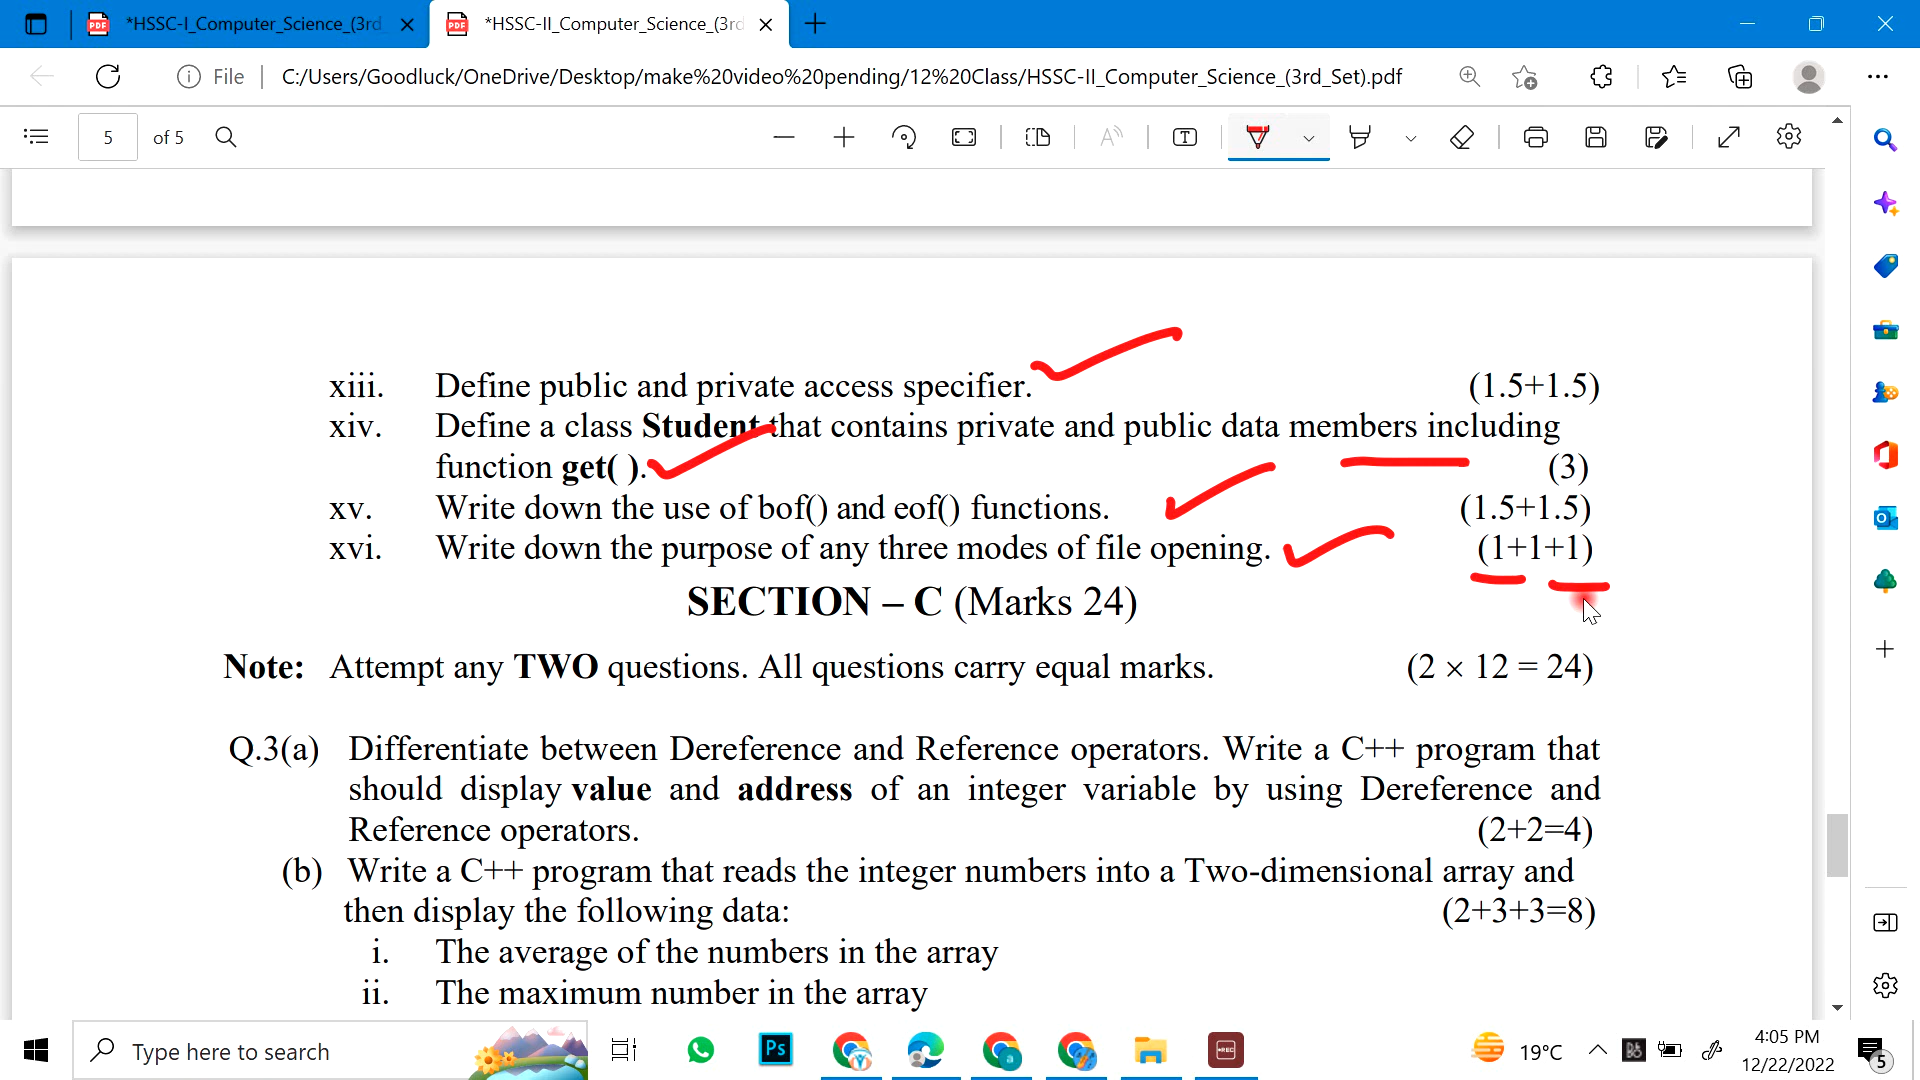 *HSSC-I_Computer_Science_(3rd
*HSSC-II_Computer_Science_(3rd
File
C:/Users/Goodluck/OneDrive/Desktop/make%20video%20pending/12%20Class/HSSC-II_Computer_Science_(3rd_Set).pdf
5 of 5
xiii. Define public and private access specifier. (1.5+1.5)
xiv. Define a class Student that contains private and public data members including
function get( ). (3)
xv. Write down the use of bof() and eof() functions. (1.5+1.5)
xvi. Write down the purpose of any three modes of file opening. (1+1+1)
SECTION – C (Marks 24)
Note: Attempt any TWO questions. All questions carry equal marks. (2 × 12 = 24)
Q.3(a) Differentiate between Dereference and Reference operators. Write a C++ program that
should display value and address of an integer variable by using Dereference and
Reference operators. (2+2=4)
(b) Write a C++ program that reads the integer numbers into a Two-dimensional array and
then display the following data: (2+3+3=8)
i. The average of the numbers in the array
ii. The maximum number in the array
Type here to search
Ps
a
REC
19°C
4:05 PM
12/22/2022
5